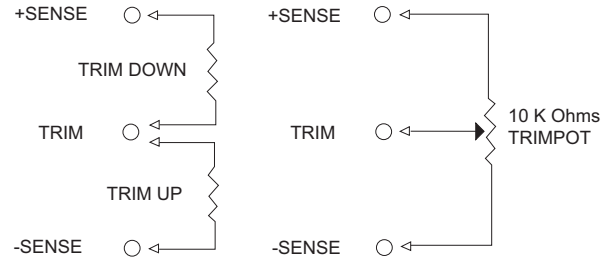 +SENSE
TRIM DOWN
TRIM
TRIM UP
-SENSE
+SENSE
TRIM
10 K Ohms
TRIMPOT
-SENSE